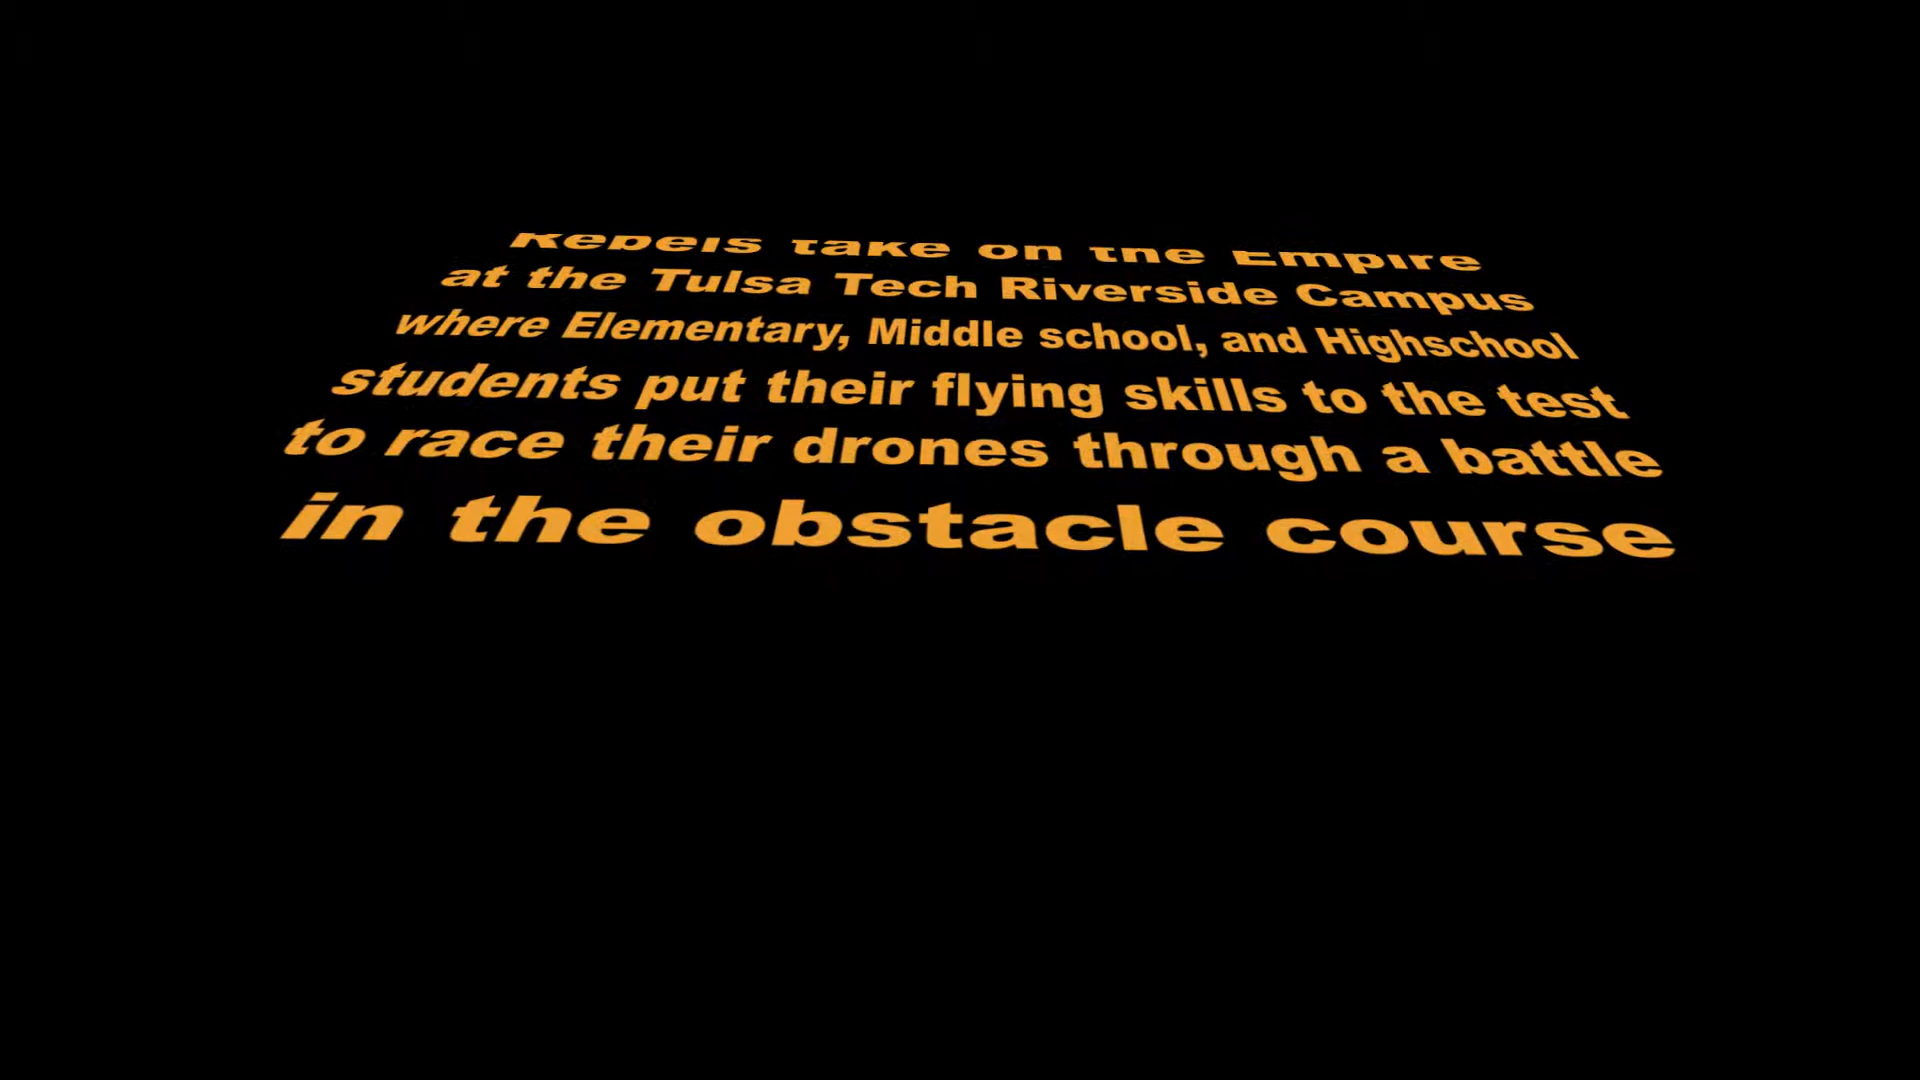 Rebels take on the Empire
at the Tulsa Tech Riverside Campus
where Elementary, Middle school, and Highschool
students put their flying skills to the test
to race their drones through a battle
in the obstacle course